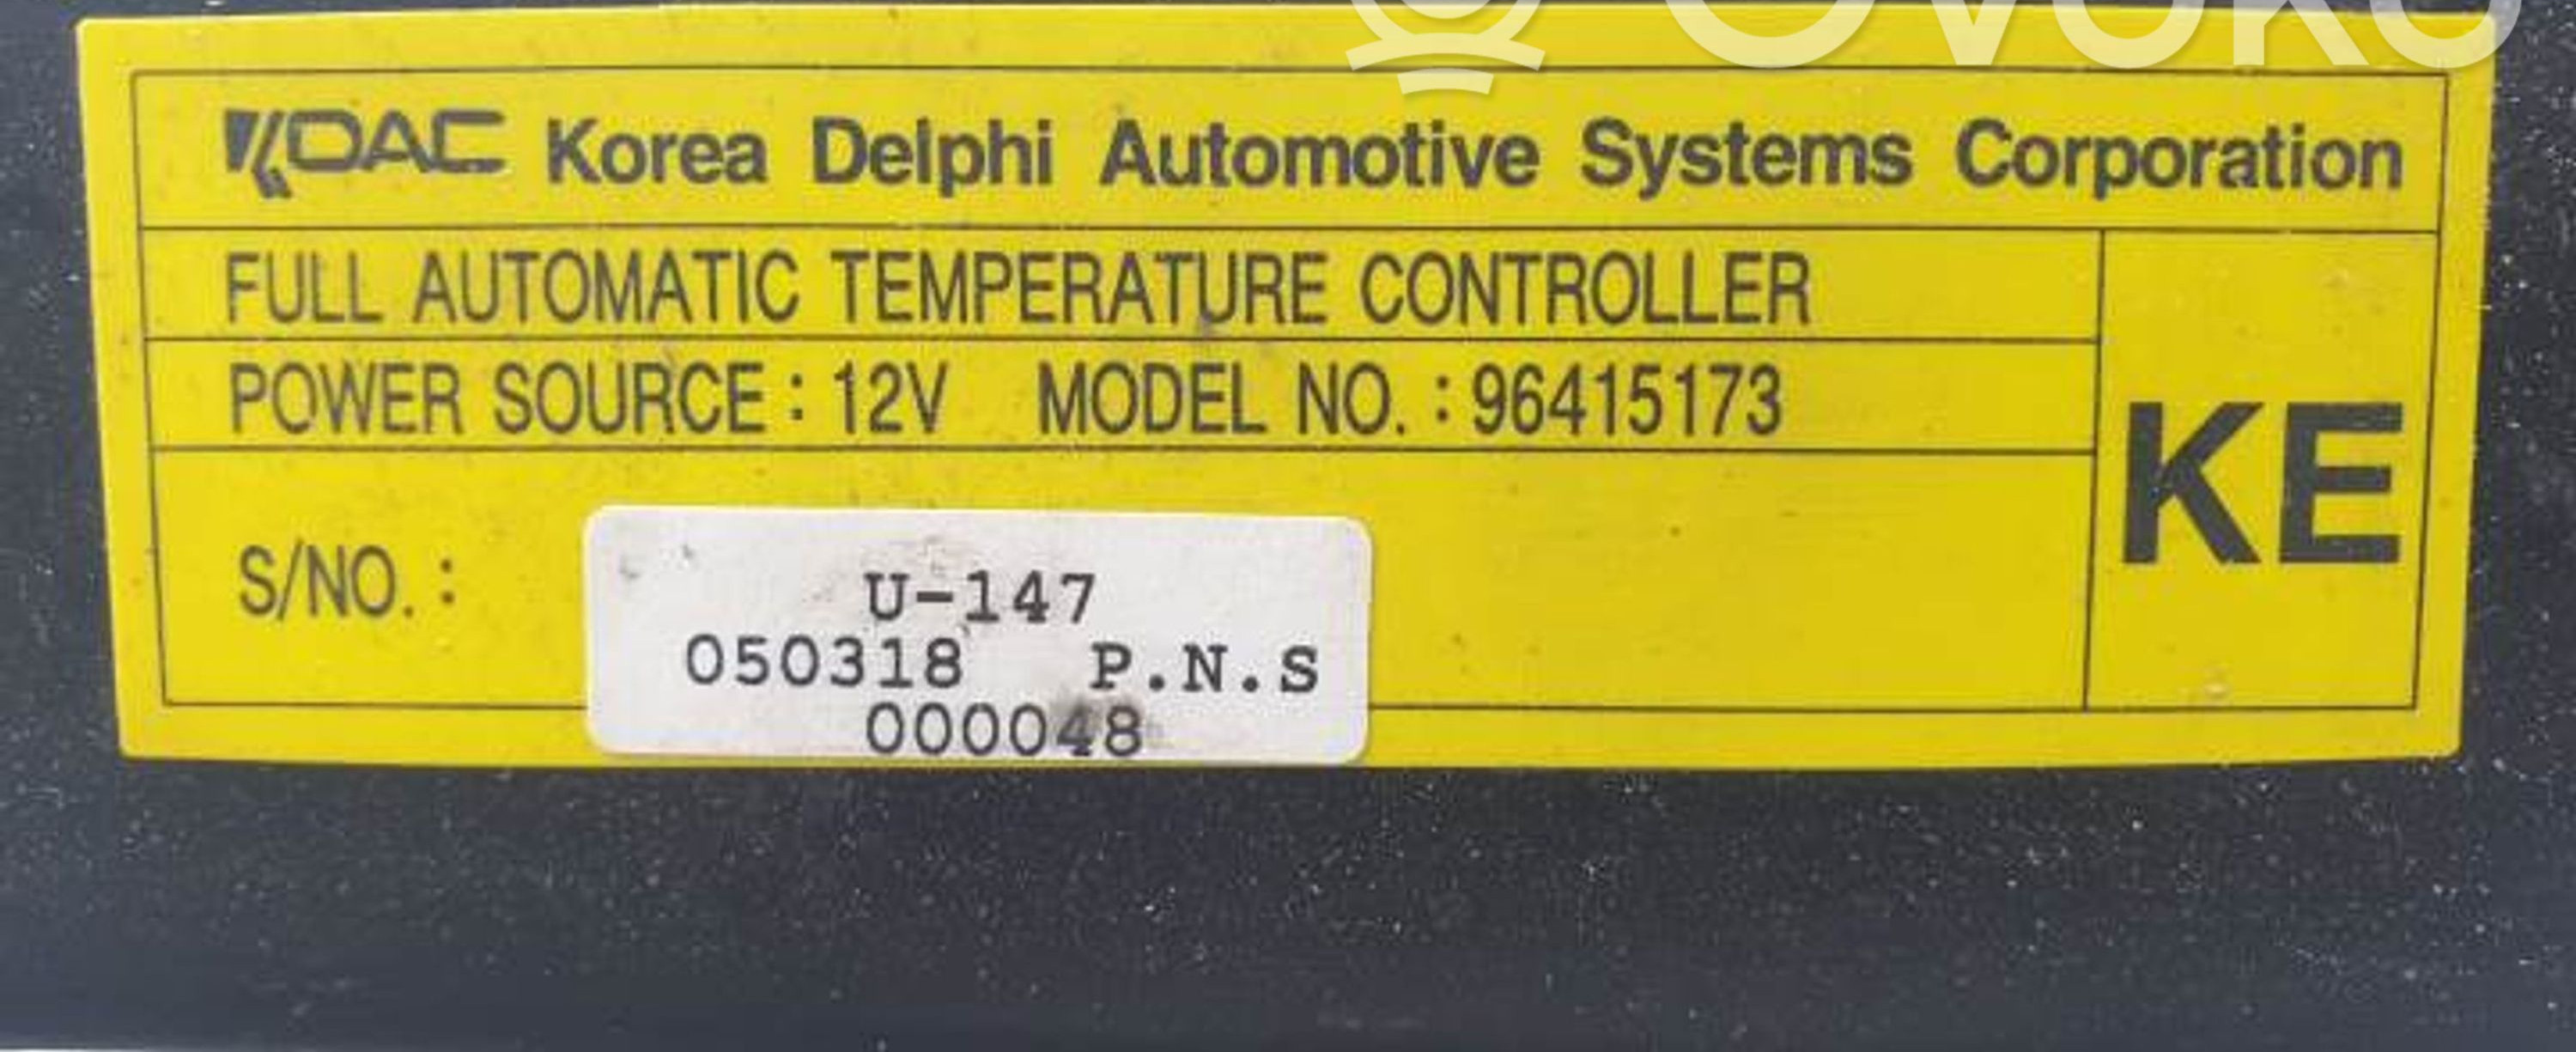 OVOKO
KDAC Korea Delphi Automotive Systems Corporation
FULL AUTOMATIC TEMPERATURE CONTROLLER
POWER SOURCE : 12V MODEL NO. : 96415173
KE
S/NO. :
U-147
050318 P.N.S
000048